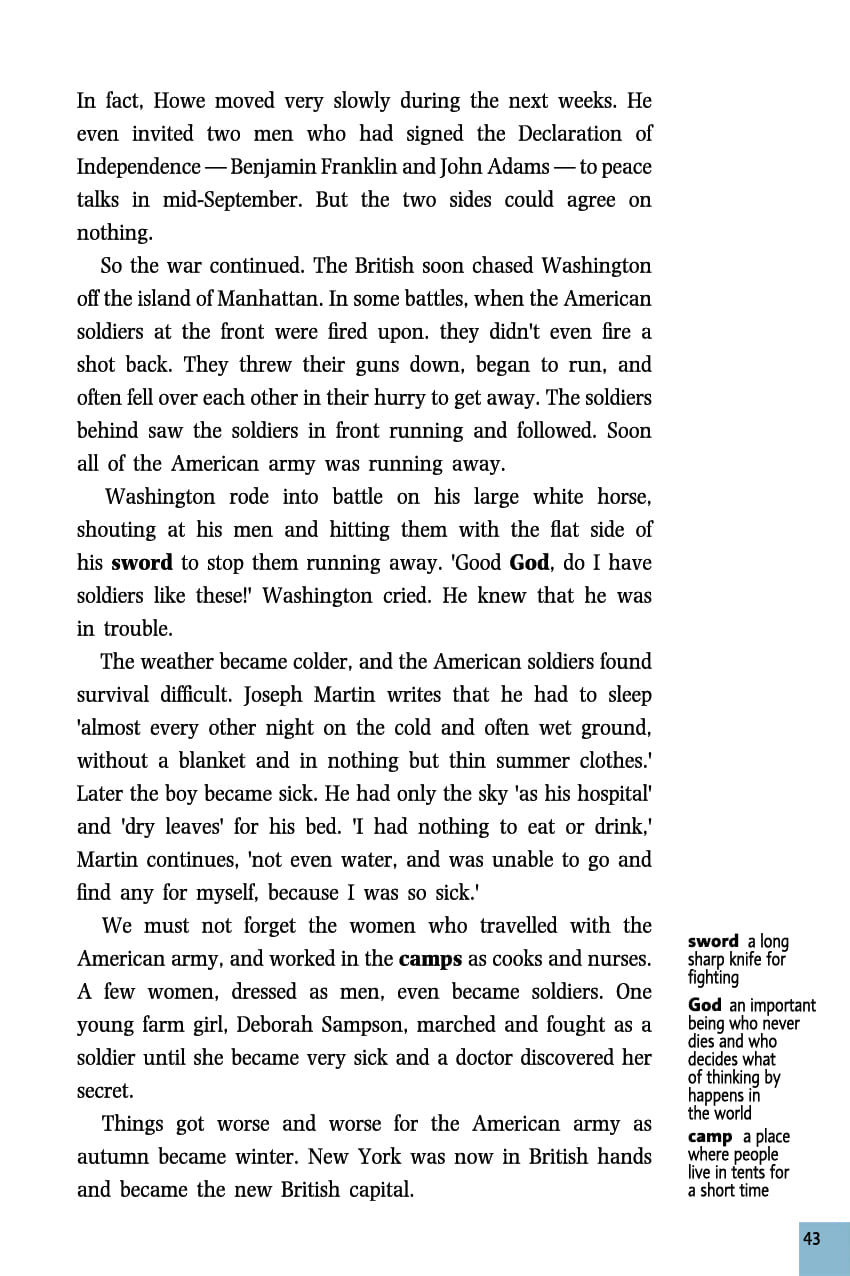 In fact, Howe moved very slowly during the next weeks. He
even invited two men who had signed the Declaration of
Independence — Benjamin Franklin and John Adams — to peace
talks in mid-September. But the two sides could agree on
nothing.
So the war continued. The British soon chased Washington
off the island of Manhattan. In some battles, when the American
soldiers at the front were fired upon. they didn't even fire a
shot back. They threw their guns down, began to run, and
often fell over each other in their hurry to get away. The soldiers
behind saw the soldiers in front running and followed. Soon
all of the American army was running away.
Washington rode into battle on his large white horse,
shouting at his men and hitting them with the flat side of
his sword to stop them running away. 'Good God, do I have
soldiers like these!' Washington cried. He knew that he was
in trouble.
The weather became colder, and the American soldiers found
survival difficult. Joseph Martin writes that he had to sleep
'almost every other night on the cold and often wet ground,
without a blanket and in nothing but thin summer clothes.'
Later the boy became sick. He had only the sky 'as his hospital'
and 'dry leaves' for his bed. 'I had nothing to eat or drink,'
Martin continues, 'not even water, and was unable to go and
find any for myself, because I was so sick.'
We must not forget the women who travelled with the
American army, and worked in the camps as cooks and nurses.
A few women, dressed as men, even became soldiers. One
young farm girl, Deborah Sampson, marched and fought as a
soldier until she became very sick and a doctor discovered her
secret.
Things got worse and worse for the American army as
autumn became winter. New York was now in British hands
and became the new British capital.
sword a long
sharp knife for
fighting
God an important
being who never
dies and who
decides what
of thinking by
happens in
the world
camp a place
where people
live in tents for
a short time
43